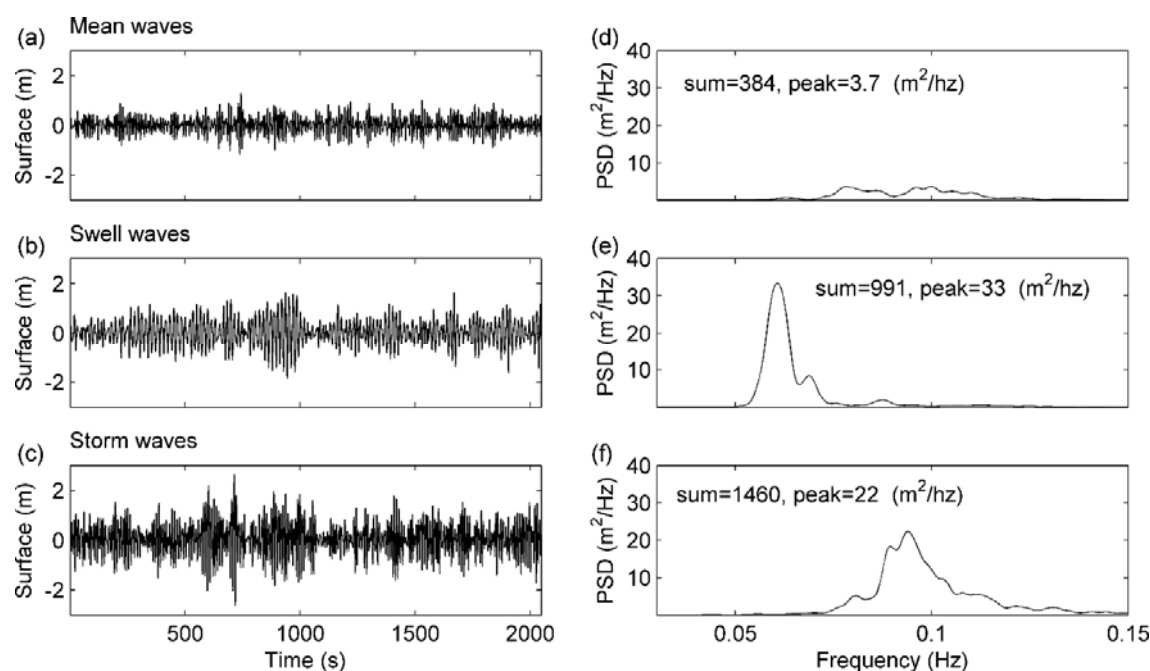 Mean waves
(a)
Surface (m)
2
0
-2
(d)
PSD (m²/Hz)
40
30
20
10
sum=384, peak=3.7 (m²/hz)
Swell waves
(b)
Surface (m)
2
0
-2
(e)
PSD (m²/Hz)
40
30
20
10
sum=991, peak=33 (m²/hz)
Storm waves
(c)
Surface (m)
2
0
-2
500 1000 1500 2000
Time (s)
(f)
PSD (m²/Hz)
40
30
20
10
sum=1460, peak=22 (m²/hz)
0.05 0.1 0.15
Frequency (Hz)